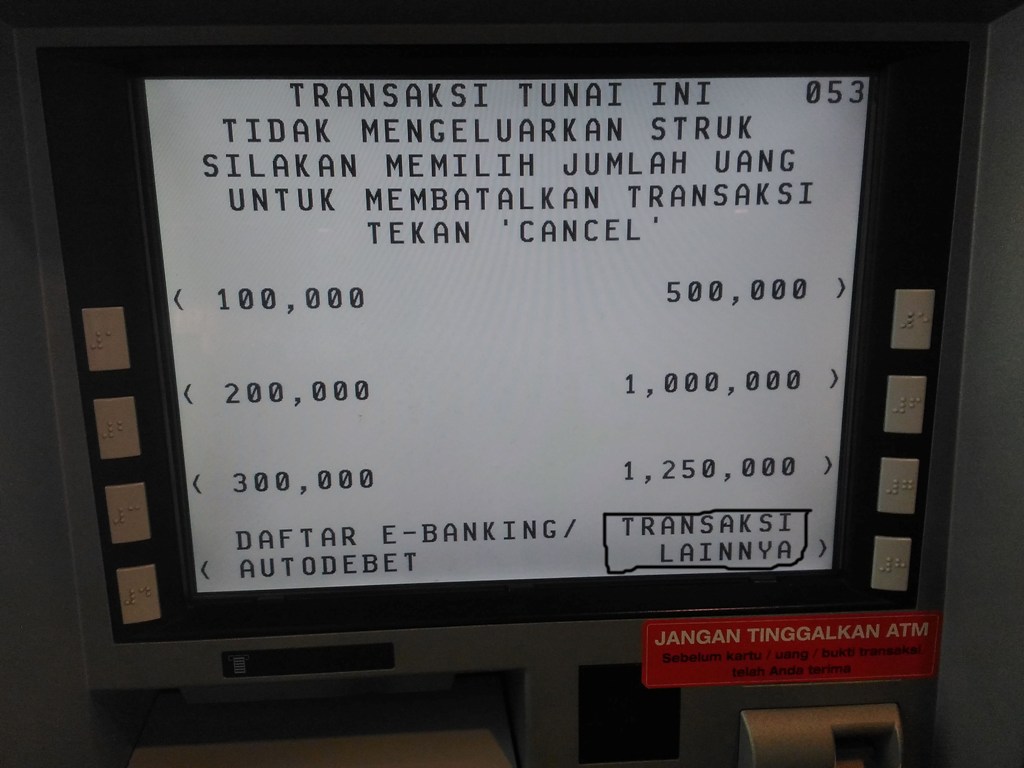 TRANSAKSI TUNAI INI 053
TIDAK MENGELUARKAN STRUK
SILAKAN MEMILIH JUMLAH UANG
UNTUK MEMBATALKAN TRANSAKSI
TEKAN 'CANCEL'
< 100,000 500,000 >
< 200,000 1,000,000 >
< 300,000 1,250,000 >
DAFTAR E-BANKING/ TRANSAKSI
< AUTODEBET LAINNYA >
JANGAN TINGGALKAN ATM
Sebelum kartu / uang / bukti transaksi
telah Anda terima